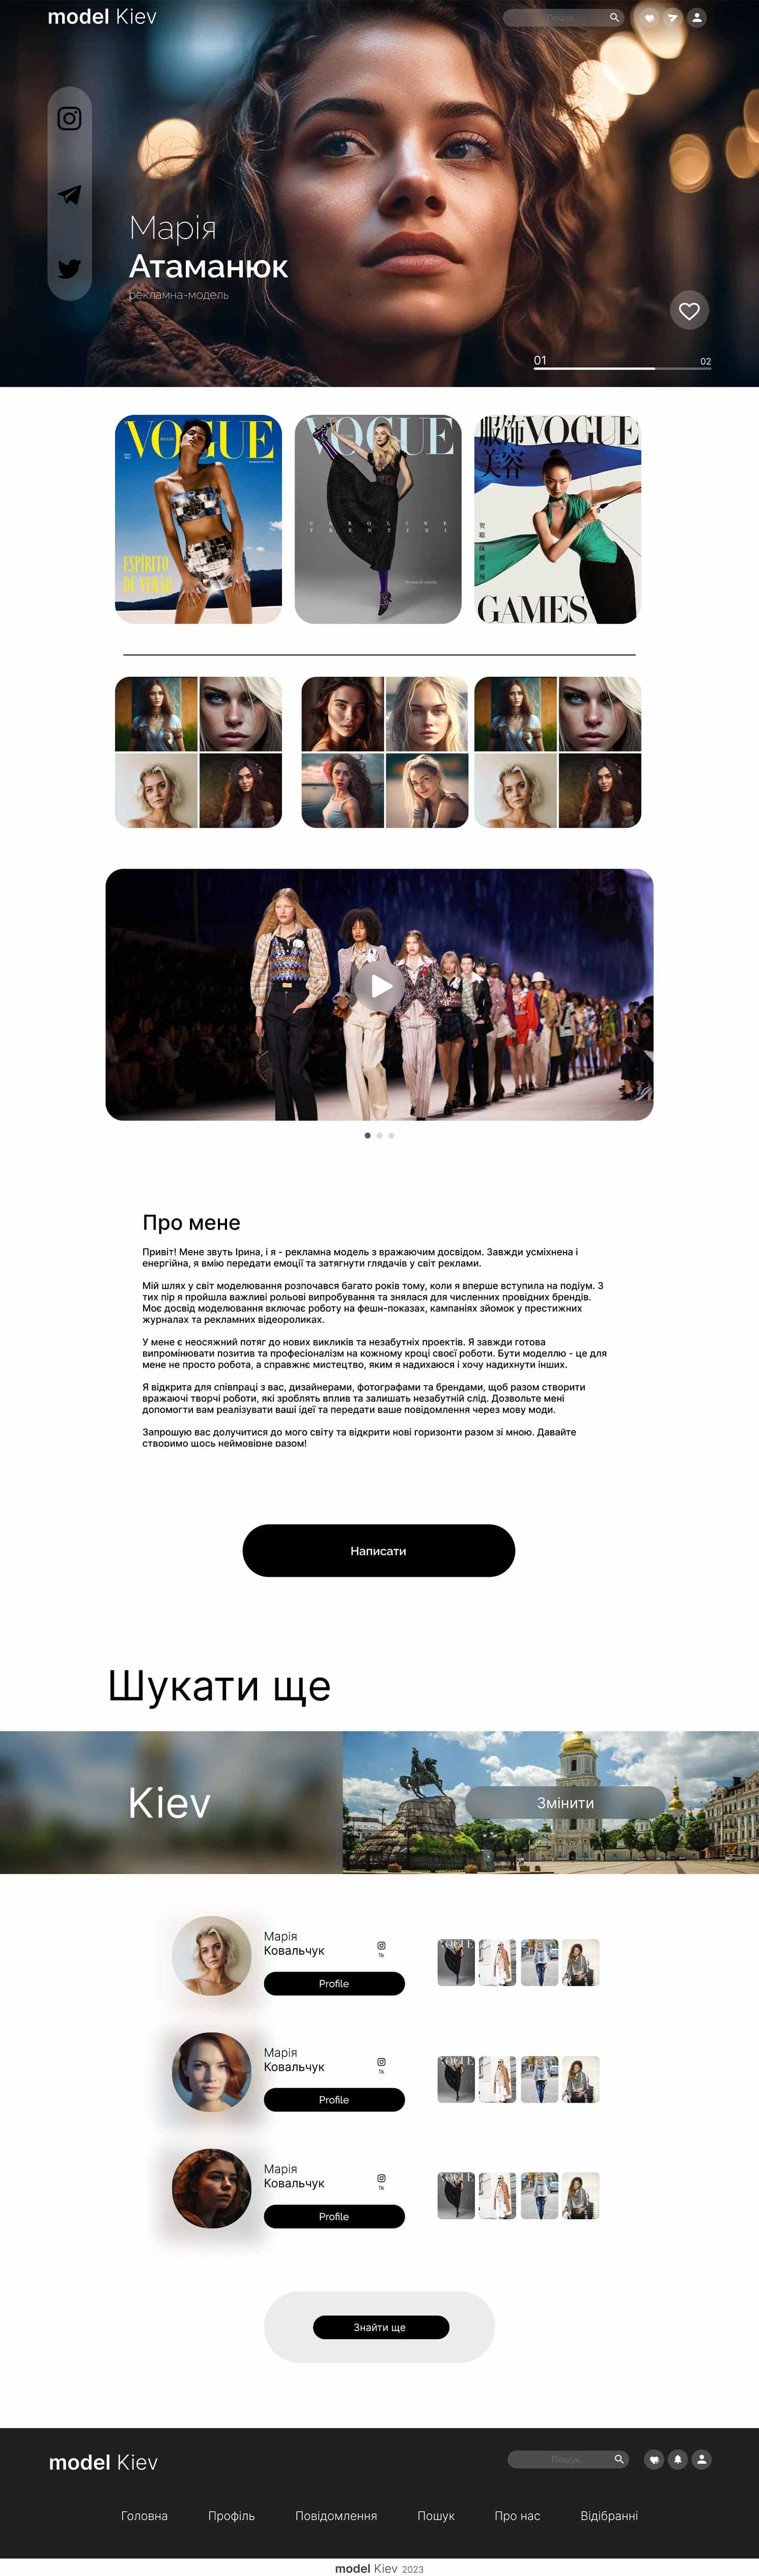 model Kiev
Пошук...
Марія
Атаманюк
рекламна-модель
01
02
VOGUE
BRASIL
ESPÍRITO
DE VERÃO
VOGUE
CAROLINE
TRENTINI
服饰VOGUE
美容
GAMES
Про мене
Привіт! Мене звуть Ірина, і я - рекламна модель з вражаючим досвідом. Завжди усміхнена і
енергійна, я вмію передати емоції та затягнути глядачів у світ реклами.
Мій шлях у світ моделювання розпочався багато років тому, коли я вперше вступила на подіум. З
тих пір я пройшла важливі рольові випробування та знялася для численних провідних брендів.
Моє досвід моделювання включає роботу на фешн-показах, кампаніях зйомок у престижних
журналах та рекламних відеороликах.
У мене є неосяжний потяг до нових викликів та незабутніх проектів. Я завжди готова
випромінювати позитив та професіоналізм на кожному кроці своєї роботи. Бути моделлю - це для
мене не просто робота, а справжнє мистецтво, яким я надихаюся і хочу надихнути інших.
Я відкрита для співпраці з вас, дизайнерами, фотографами та брендами, щоб разом створити
вражаючі творчі роботи, які зроблять вплив та залишать незабутній слід. Дозвольте мені
допомогти вам реалізувати ваші ідеї та передати ваше повідомлення через мову моди.
Запрошую вас долучитися до мого світу та відкрити нові горизонти разом зі мною. Давайте
створимо щось неймовірне разом!
Написати
Шукати ще
Kiev
Змінити
Марія
Ковальчук
1k
Profile
Марія
Ковальчук
1k
Profile
Марія
Ковальчук
1k
Profile
Знайти ще
model Kiev
Пошук...
Головна
Профіль
Повідомлення
Пошук
Про нас
Відібранні
model Kiev 2023